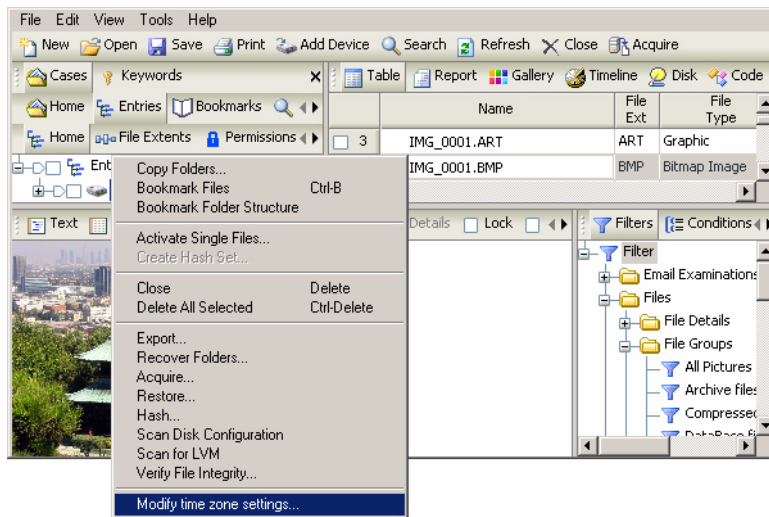 File Edit View Tools Help
New Open Save Print Add Device Search Refresh Close Acquire
Cases Keywords
Table Report Gallery Timeline Disk Code
Home Entries Bookmarks
Name File Ext File Type
Home File Extents Permissions
3 IMG_0001.ART ART Graphic
IMG_0001.BMP BMP Bitmap Image
Copy Folders...
Bookmark Files Ctrl-B
Bookmark Folder Structure
Activate Single Files...
Create Hash Set...
Close Delete
Delete All Selected Ctrl-Delete
Export...
Recover Folders...
Acquire...
Restore...
Hash...
Scan Disk Configuration
Scan for LVM
Verify File Integrity...
Modify time zone settings...
Text
Details Lock
Filters Conditions
Filter
Email Examinations
Files
File Details
File Groups
All Pictures
Archive files
Compressed